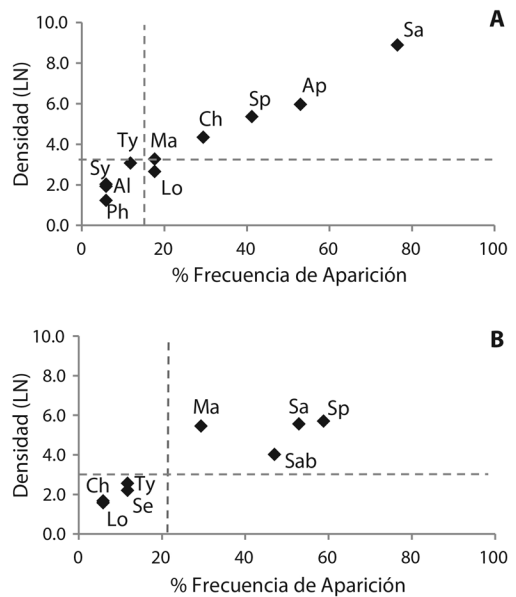 A
10.0
8.0
6.0
4.0
2.0
0.0
Densidad (LN)
Sa
Ap
Sp
Ch
Ty
Ma
Lo
Sy
Al
Ph
0
20
40
60
80
100
% Frecuencia de Aparición
B
10.0
8.0
6.0
4.0
2.0
0.0
Densidad (LN)
Ma
Sa
Sp
Sab
Ch
Ty
Se
Lo
0
20
40
60
80
100
% Frecuencia de Aparición